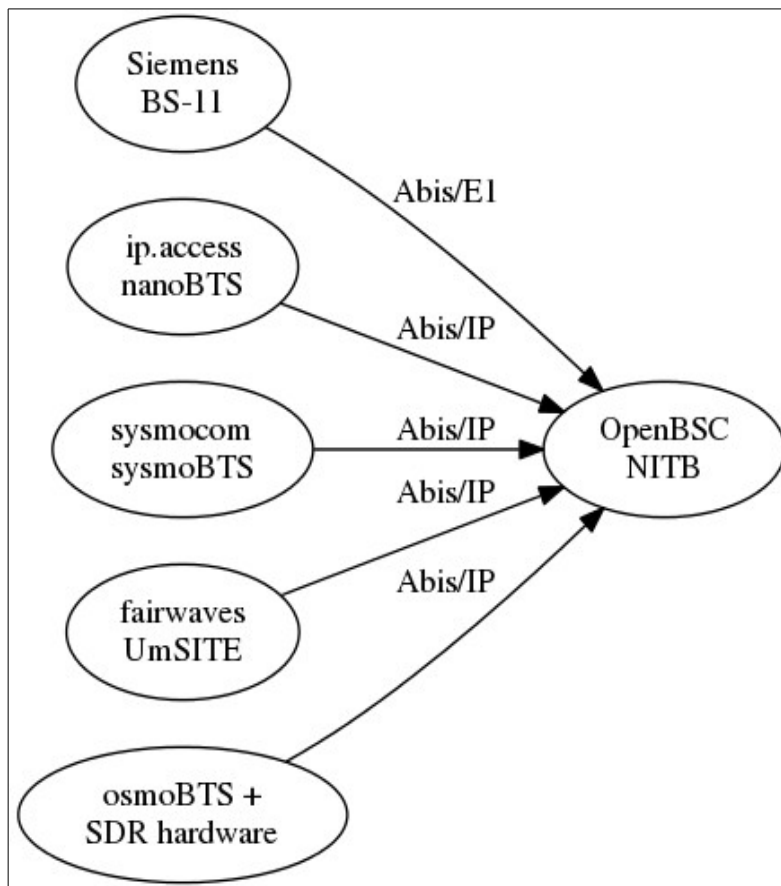 Siemens
BS-11
Abis/E1
ip.access
nanoBTS
Abis/IP
sysmocom
sysmoBTS
Abis/IP
OpenBSC
NITB
Abis/IP
fairwaves
UmSITE
Abis/IP
osmoBTS +
SDR hardware